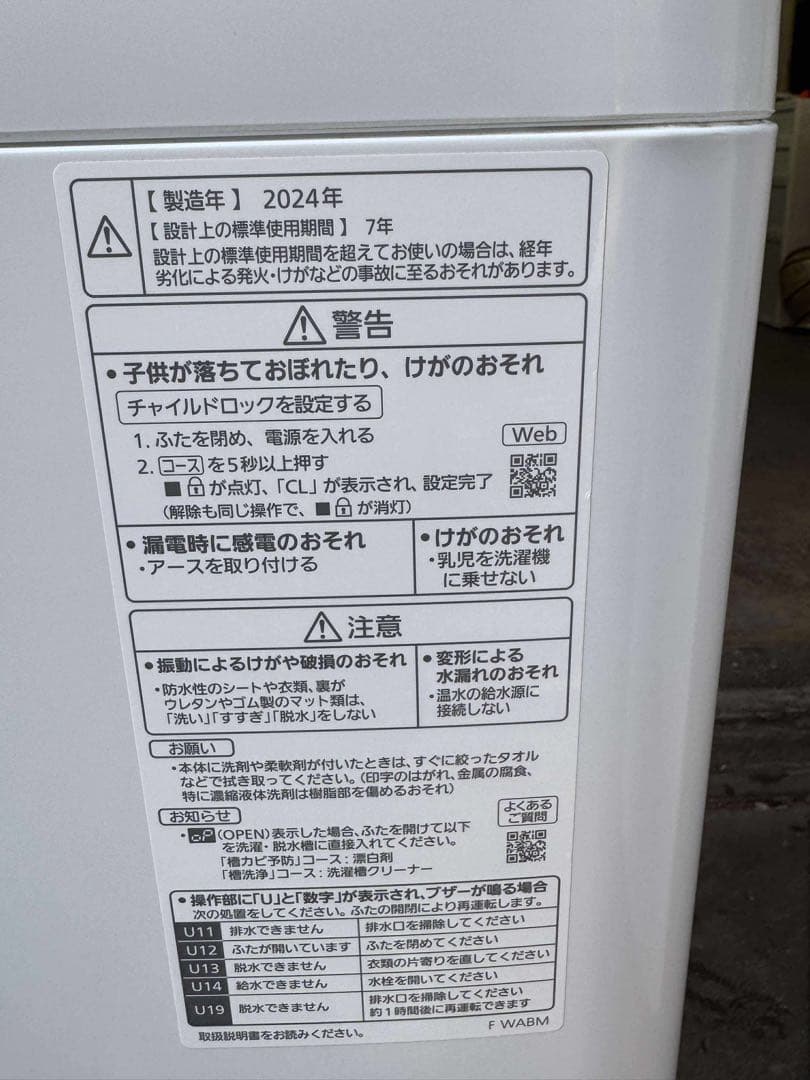 【 製造年 】 2024年
【 設計上の標準使用期間 】 7年
設計上の標準使用期間を超えてお使いの場合は、経年
劣化による発火・けがなどの事故に至るおそれがあります。
警告
・子供が落ちておぼれたり、けがのおそれ
チャイルドロックを設定する
1. ふたを閉め、電源を入れる
Web
2. コースを5秒以上押す
■が点灯、「CL」が表示され、設定完了
(解除も同じ操作で、■が消灯)
・漏電時に感電のおそれ
・アースを取り付ける
・けがのおそれ
・乳児を洗濯機
に乗せない
注意
・振動によるけがや破損のおそれ
・防水性のシートや衣類、裏が
ウレタンやゴム製のマット類は、
「洗い」「すすぎ」「脱水」をしない
・変形による
水漏れのおそれ
・温水の給水源に
接続しない
お願い
・本体に洗剤や柔軟剤が付いたときは、すぐに絞ったタオル
などで拭き取ってください。(印字のはがれ、金属の腐食、
特に濃縮液体洗剤は樹脂部を傷めるおそれ)
お知らせ
よくある
ご質問
・oP(OPEN)表示した場合、ふたを開けて以下
を洗濯・脱水槽に直接入れてください。
「槽カビ予防」コース : 漂白剤
「槽洗浄」コース : 洗濯槽クリーナー
・操作部に「U」と「数字」が表示され、ブザーが鳴る場合
次の処置をしてください。ふたの開閉により再運転します。
U11 排水できません 排水口を掃除してください
U12 ふたが開いています ふたを閉めてください
U13 脱水できません 衣類の片寄りを直してください
U14 給水できません 水栓を開いてください
U19 脱水できません 排水口を掃除してください
約1時間後に再運転できます
取扱説明書をお読みください。
F WABM